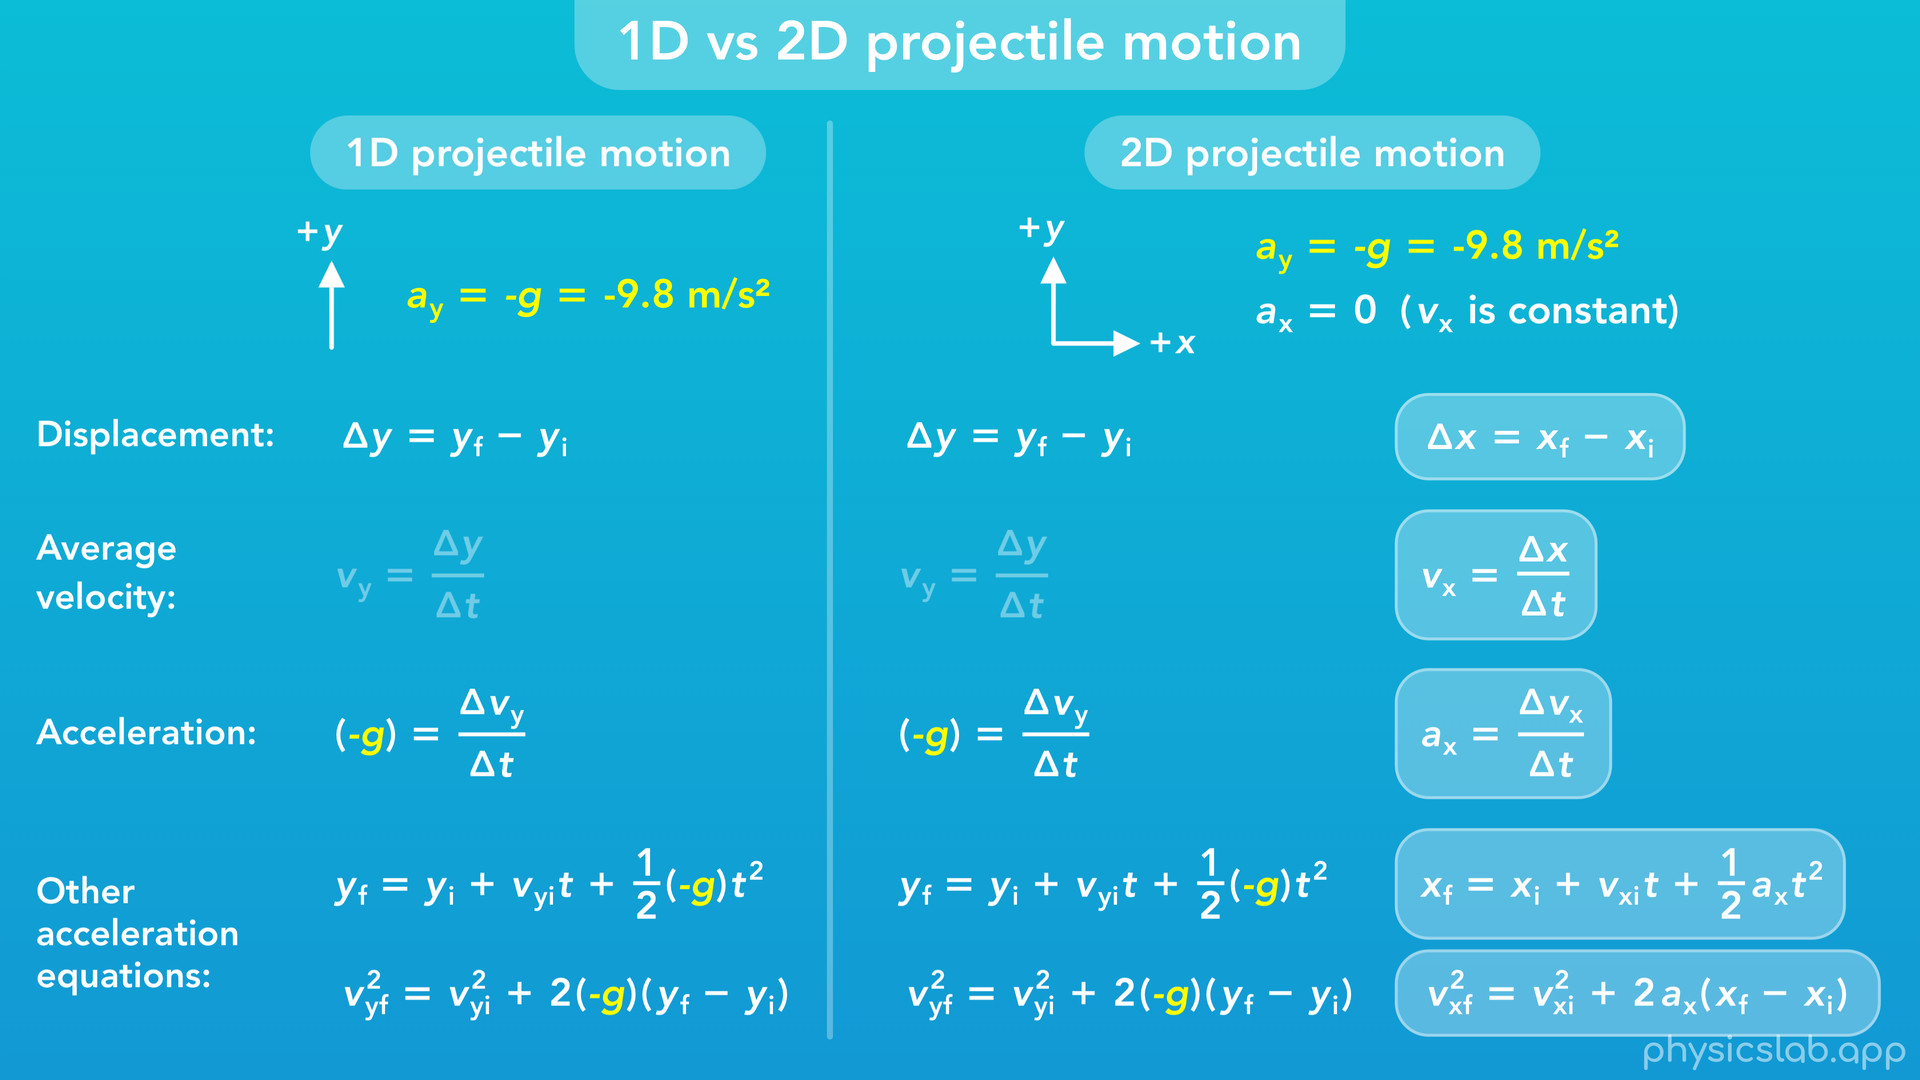 1D vs 2D projectile motion
1D projectile motion
+y
a_y = -g = -9.8 m/s²
2D projectile motion
+y
+x
a_y = -g = -9.8 m/s²
a_x = 0 (v_x is constant)
Displacement: Δy = y_f − y_i
Δy = y_f − y_i
Δx = x_f − x_i
Average
velocity:
v_y = Δy/Δt
v_y = Δy/Δt
v_x = Δx/Δt
Acceleration: (-g) = Δv_y/Δt
(-g) = Δv_y/Δt
a_x = Δv_x/Δt
Other
acceleration
equations:
y_f = y_i + v_yi t + 1/2 (-g)t²
y_f = y_i + v_yi t + 1/2 (-g)t²
x_f = x_i + v_xi t + 1/2 a_x t²
v_yf² = v_yi² + 2(-g)(y_f − y_i)
v_yf² = v_yi² + 2(-g)(y_f − y_i)
v_xf² = v_xi² + 2a_x(x_f − x_i)
physicslab.app